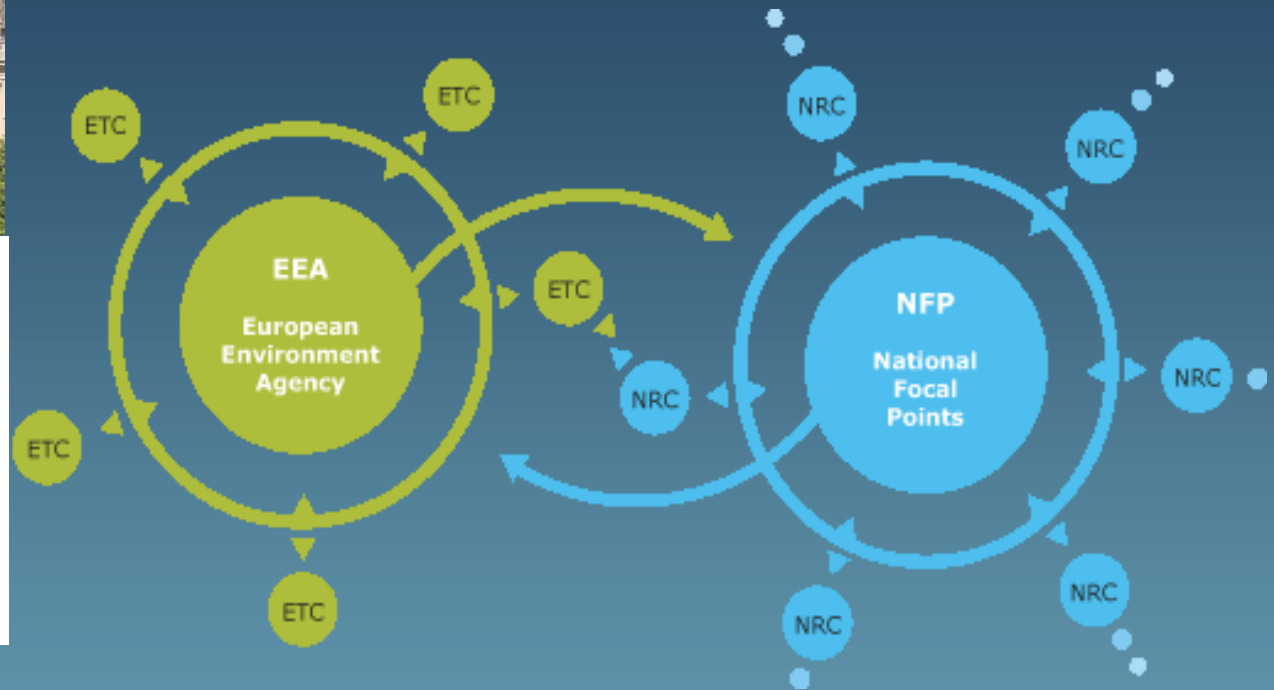 ETC
ETC
EEA
European
Environment
Agency
ETC
ETC
ETC
NRC
NRC
NFP
National
Focal
Points
NRC
NRC
NRC
NRC